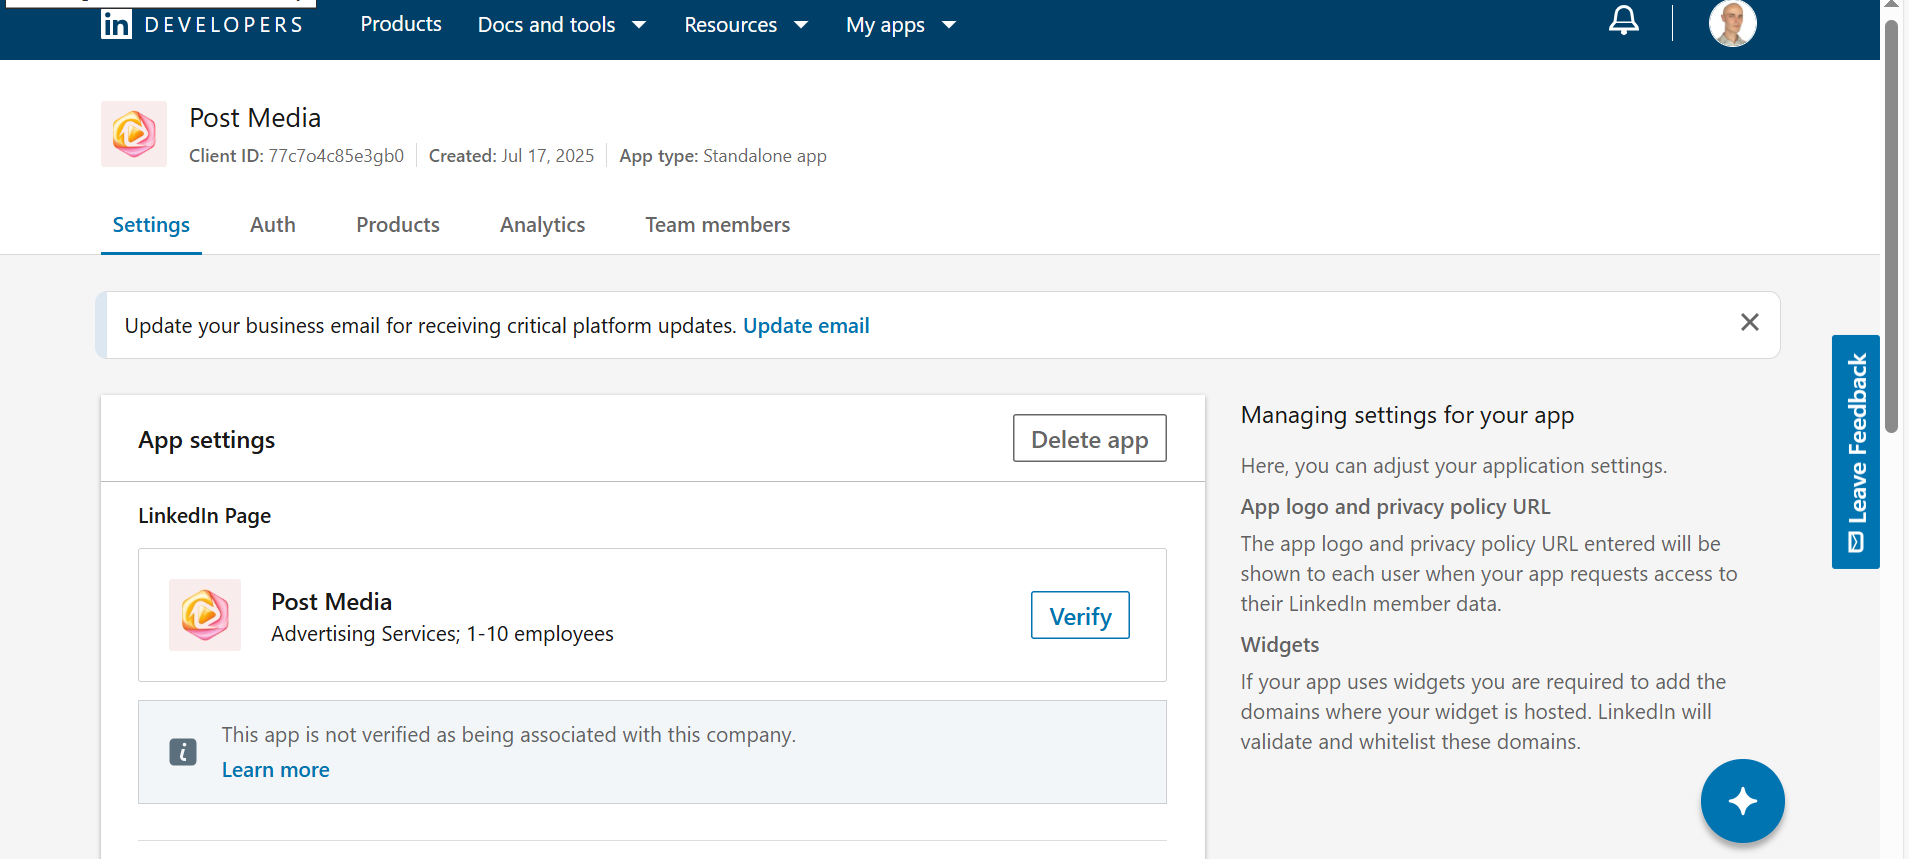 in DEVELOPERS Products Docs and tools Resources My apps
Post Media
Client ID: 77c7o4c85e3gb0 Created: Jul 17, 2025 App type: Standalone app
Settings Auth Products Analytics Team members
Update your business email for receiving critical platform updates. Update email
App settings
Delete app
LinkedIn Page
Post Media
Advertising Services; 1-10 employees
Verify
This app is not verified as being associated with this company.
Learn more
Managing settings for your app
Here, you can adjust your application settings.
App logo and privacy policy URL
The app logo and privacy policy URL entered will be
shown to each user when your app requests access to
their LinkedIn member data.
Widgets
If your app uses widgets you are required to add the
domains where your widget is hosted. LinkedIn will
validate and whitelist these domains.
Leave Feedback